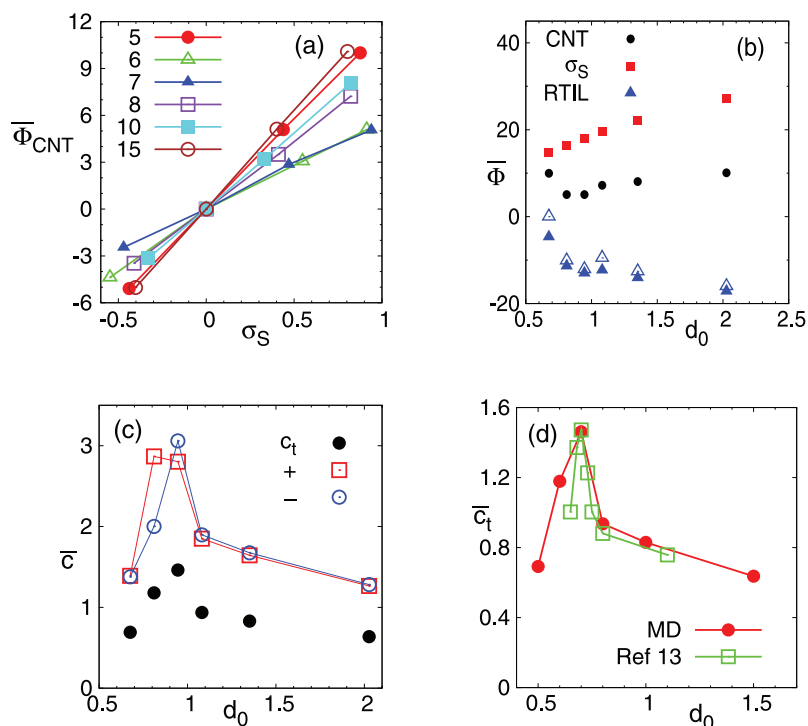 (a)
5
6
7
8
10
15
12
9
6
3
0
-3
-6
Φ̅CNT
-0.5 0 0.5 1
σS
(b)
CNT
σS
RTIL
40
20
0
-20
Φ̅
0.5 1 1.5 2 2.5
d0
(c)
ct
+
−
3
2
1
0
c̅
0.5 1 1.5 2
d0
(d)
1.6
1.2
0.8
0.4
0
c̅t
MD
Ref 13
0.5 1 1.5
d0